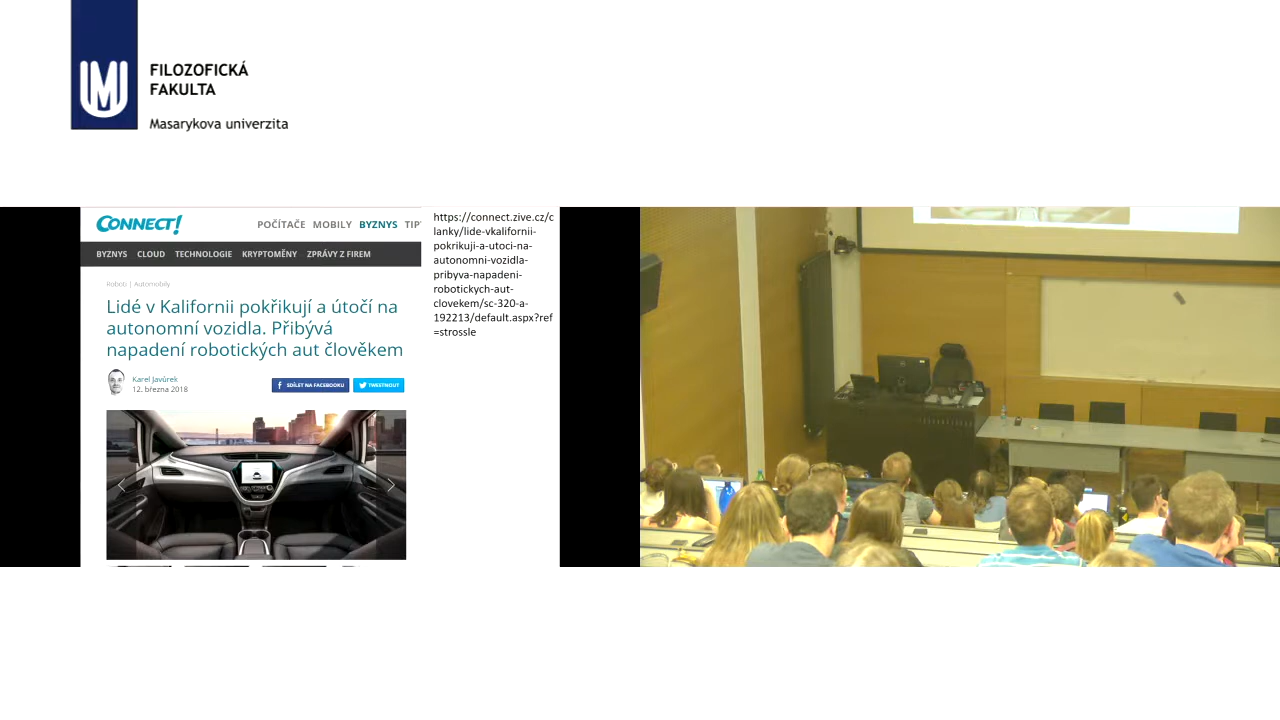 FILOZOFICKÁ
FAKULTA
Masarykova univerzita
CONNECT!
POČÍTAČE MOBILY BYZNYS TIP
BYZNYS CLOUD TECHNOLOGIE KRYPTOMĚNY ZPRÁVY Z FIREM
Roboti | Automobily
Lidé v Kalifornii pokřikují a útočí na
autonomní vozidla. Přibývá
napadení robotických aut člověkem
Karel Javůrek
12. března 2018
SDÍLET NA FACEBOOKU
TWEETNOUT
https://connect.zive.cz/c
lanky/lide-vkalifornii-
pokrikuji-a-utoci-na-
autonomni-vozidla-
pribyva-napadeni-
robotickych-aut-
clovekem/sc-320-a-
192213/default.aspx?ref
=strossle